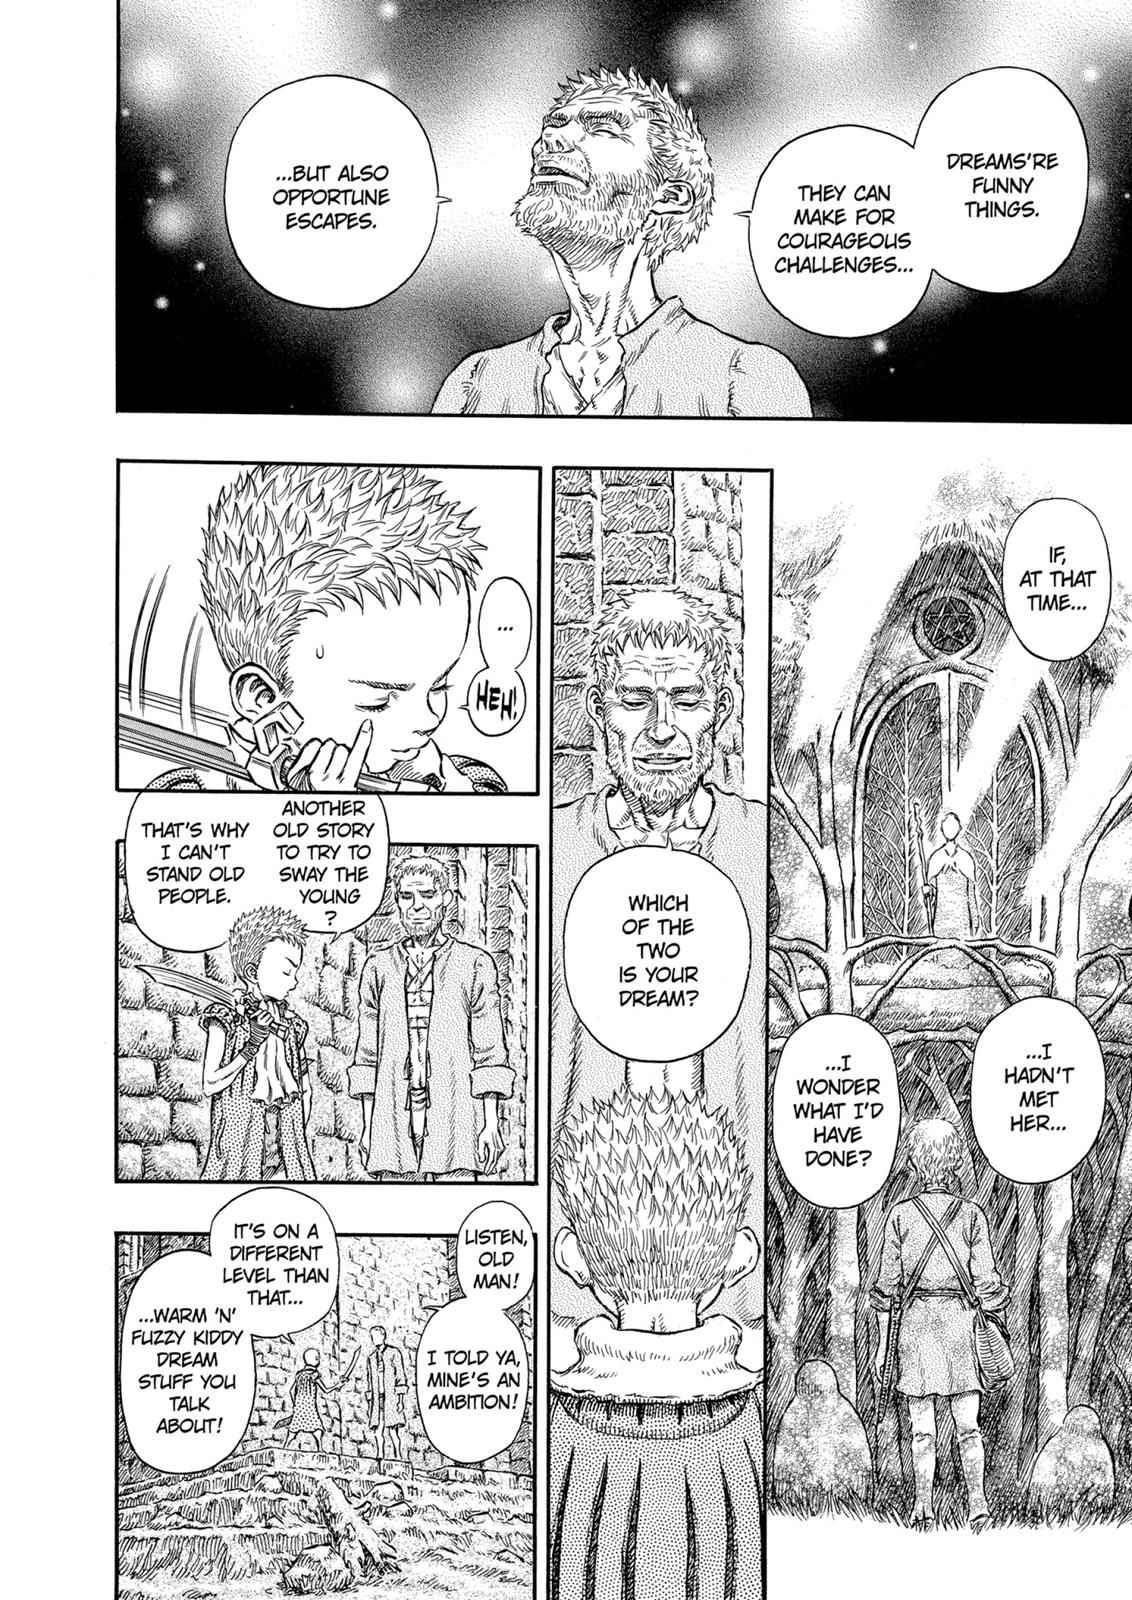 DREAMS'RE
FUNNY
THINGS.
THEY CAN
MAKE FOR
COURAGEOUS
CHALLENGES...
...BUT ALSO
OPPORTUNE
ESCAPES.
IF,
AT THAT
TIME...
...I
HADN'T
MET
HER...
...I
WONDER
WHAT I'D
HAVE
DONE?
WHICH
OF THE
TWO
IS YOUR
DREAM?
...
HEH!
ANOTHER
OLD STORY
TO TRY TO
SWAY THE
YOUNG
?
THAT'S WHY
I CAN'T
STAND OLD
PEOPLE.
LISTEN,
OLD
MAN!
I TOLD YA,
MINE'S AN
AMBITION!
IT'S ON A
DIFFERENT
LEVEL THAN
THAT...
...WARM 'N'
FUZZY KIDDY
DREAM
STUFF YOU
TALK
ABOUT!